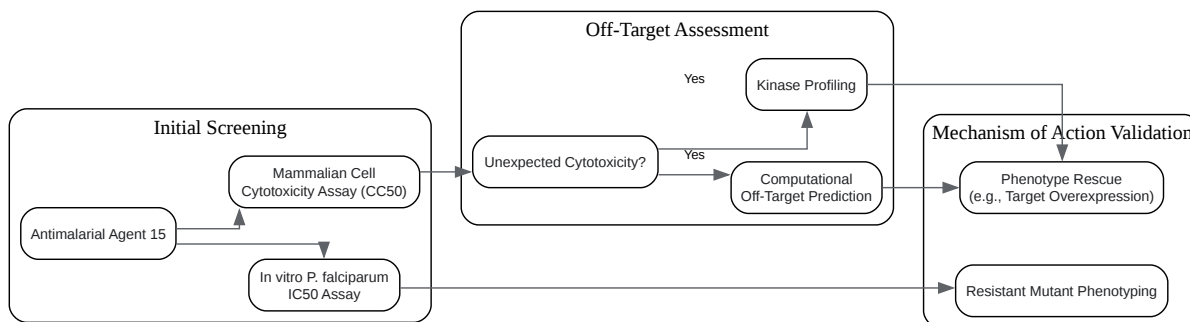 Off-Target Assessment
Yes
Kinase Profiling
Initial Screening
Mechanism of Action Validation
Mammalian Cell
Cytotoxicity Assay (CC50)
Unexpected Cytotoxicity?
Yes
Computational
Off-Target Prediction
Phenotype Rescue
(e.g., Target Overexpression)
Antimalarial Agent 15
In vitro P. falciparum
IC50 Assay
Resistant Mutant Phenotyping